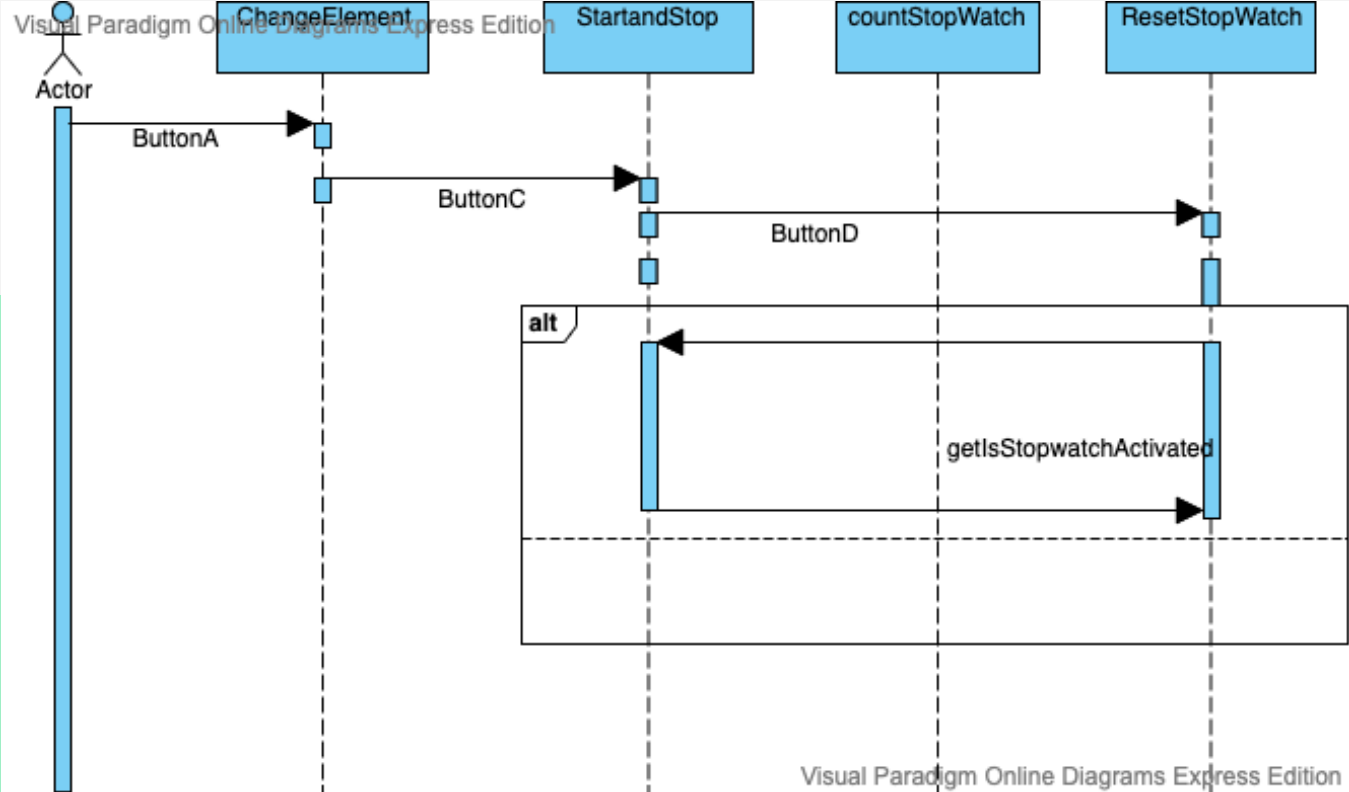 Visual Paradigm Online Diagrams Express Edition
ChangeElement
StartandStop
countStopWatch
ResetStopWatch
Actor
ButtonA
ButtonC
ButtonD
alt
getIsStopwatchActivated
Visual Paradigm Online Diagrams Express Edition